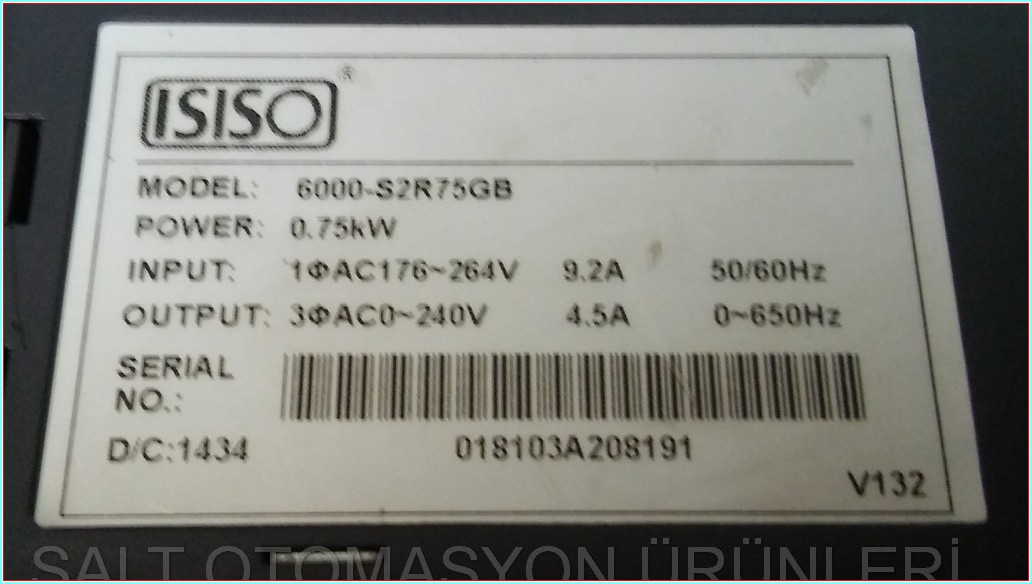 ISISO®
MODEL: 6000-S2R75GB
POWER: 0.75kW
INPUT: 1ΦAC176~264V 9.2A 50/60Hz
OUTPUT: 3ΦAC0~240V 4.5A 0~650Hz
SERIAL
NO.:
D/C:1434 018103A208191
V132
SALT OTOMASYON ÜRÜNLERİ